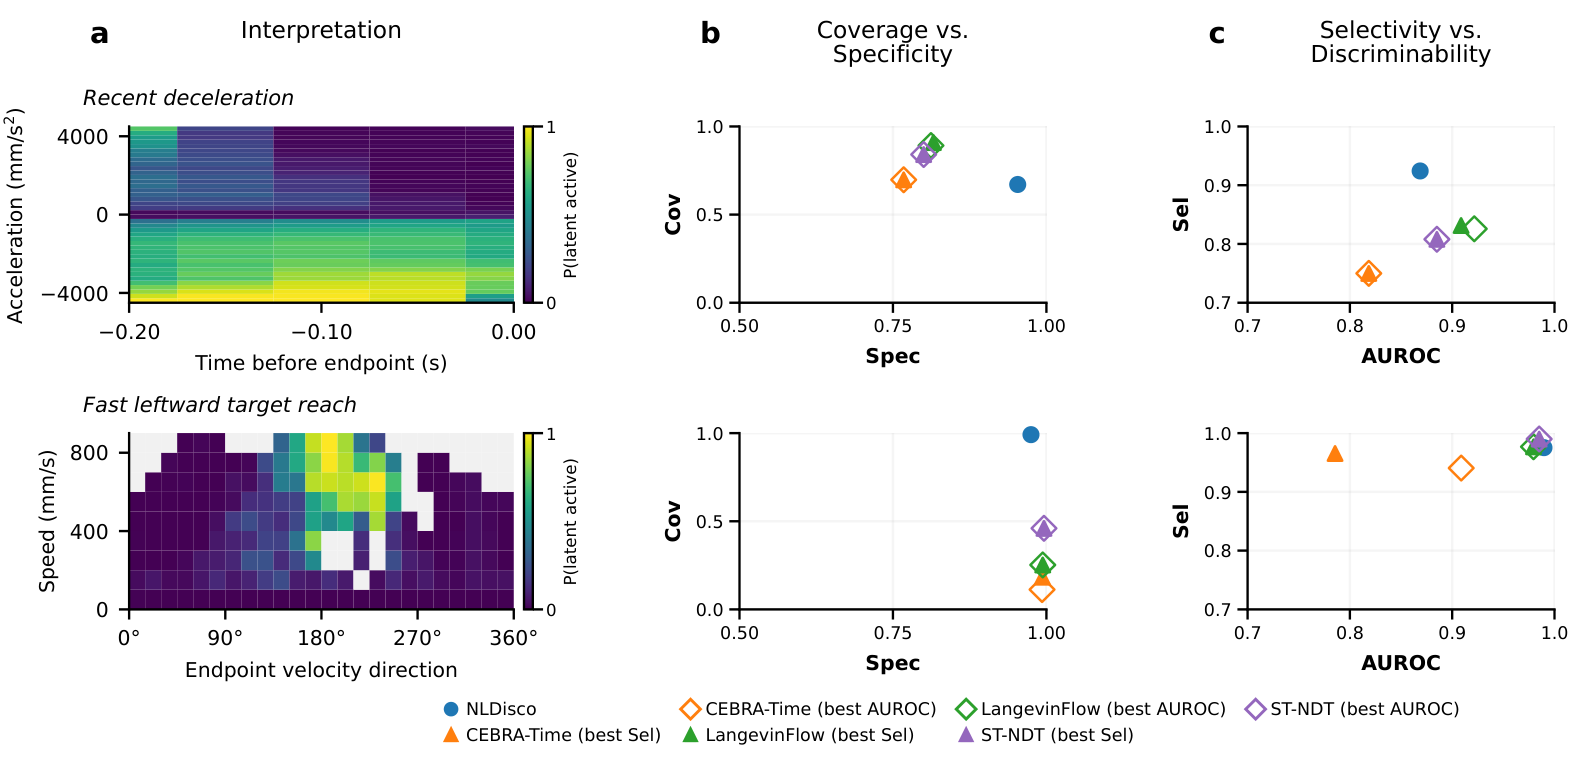 a
Interpretation
Recent deceleration
Acceleration (mm/s²)
4000
0
−4000
−0.20
−0.10
0.00
Time before endpoint (s)
1
0
P(latent active)
Fast leftward target reach
Speed (mm/s)
800
400
0
0°
90°
180°
270°
360°
Endpoint velocity direction
1
0
P(latent active)
b
Coverage vs.
Specificity
Cov
1.0
0.5
0.0
0.50
0.75
1.00
Spec
Cov
1.0
0.5
0.0
0.50
0.75
1.00
Spec
c
Selectivity vs.
Discriminability
Sel
1.0
0.9
0.8
0.7
0.7
0.8
0.9
1.0
AUROC
Sel
1.0
0.9
0.8
0.7
0.7
0.8
0.9
1.0
AUROC
NLDisco
CEBRA-Time (best AUROC)
LangevinFlow (best AUROC)
ST-NDT (best AUROC)
CEBRA-Time (best Sel)
LangevinFlow (best Sel)
ST-NDT (best Sel)